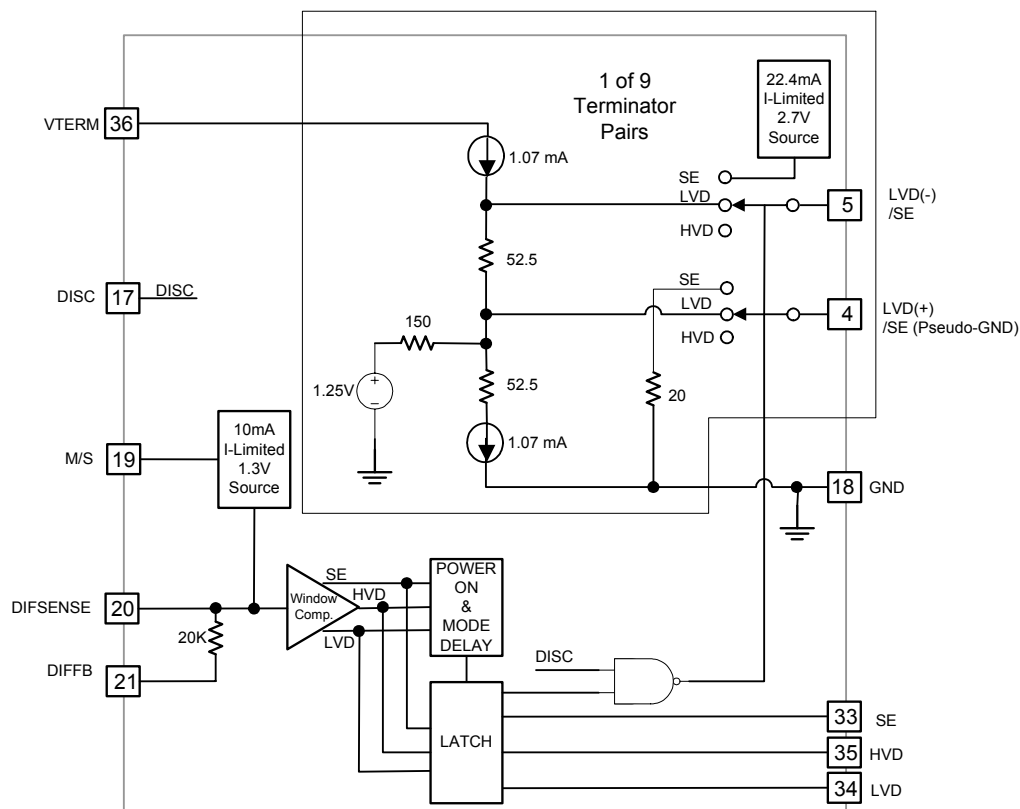 1 of 9
Terminator
Pairs
22.4mA
I-Limited
2.7V
Source
VTERM
36
1.07 mA
SE
LVD
HVD
5
LVD(-)
/SE
52.5
DISC
17
DISC
SE
LVD
HVD
4
LVD(+)
/SE (Pseudo-GND)
150
1.25V
52.5
20
10mA
I-Limited
1.3V
Source
M/S
19
1.07 mA
18
GND
DIFSENSE
20
20K
DIFFB
21
Window
Comp.
SE
HVD
LVD
POWER
ON
&
MODE
DELAY
DISC
LATCH
33
SE
35
HVD
34
LVD